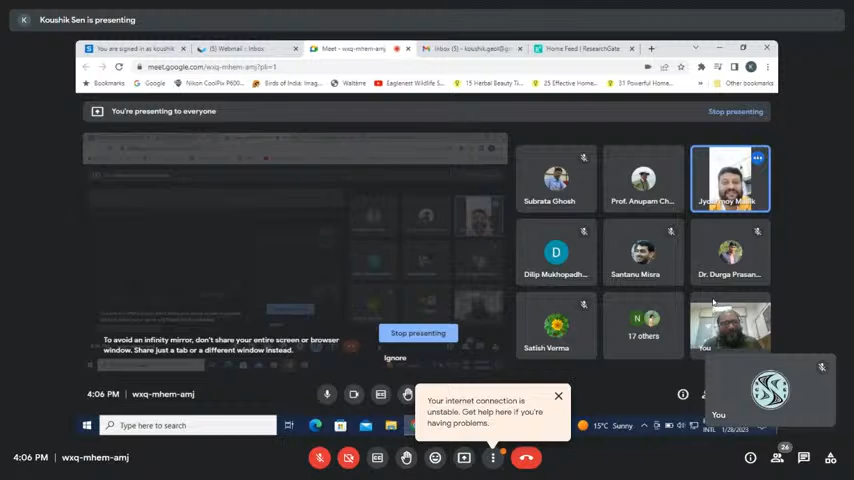 K Koushik Sen is presenting
You are signed in as koushik
(5) Webmail :: Inbox
Meet - wxq-mhem-amj
Inbox (5) - koushik.geol@g
Home Feed | ResearchGate
meet.google.com/wxq-mhem-amj?pli=1
K
Bookmarks
Google
Nikon CoolPix P600...
Birds of India: Imag...
Eaglenest Wildlife S...
15 Herbal Beauty Te...
25 Effective Home...
31 Powerful Home...
Other bookmarks
You're presenting to everyone
Stop presenting
Subrata Ghosh
Prof. Anupam Ch...
D
Dilip Mukhopadh...
Santanu Misra
Dr. Durga Prasan...
Satish Verma
N
17 others
You
To avoid an infinity mirror, don't share your entire screen or browser
window. Share just a tab or a different window instead.
Stop presenting
Ignore
4:06 PM
wxq-mhem-amj
Your internet connection is
unstable. Get help here if you're
having problems.
You
Type here to search
15°C Sunny
INTL
1/28/2023
4:06 PM
wxq-mhem-amj
26